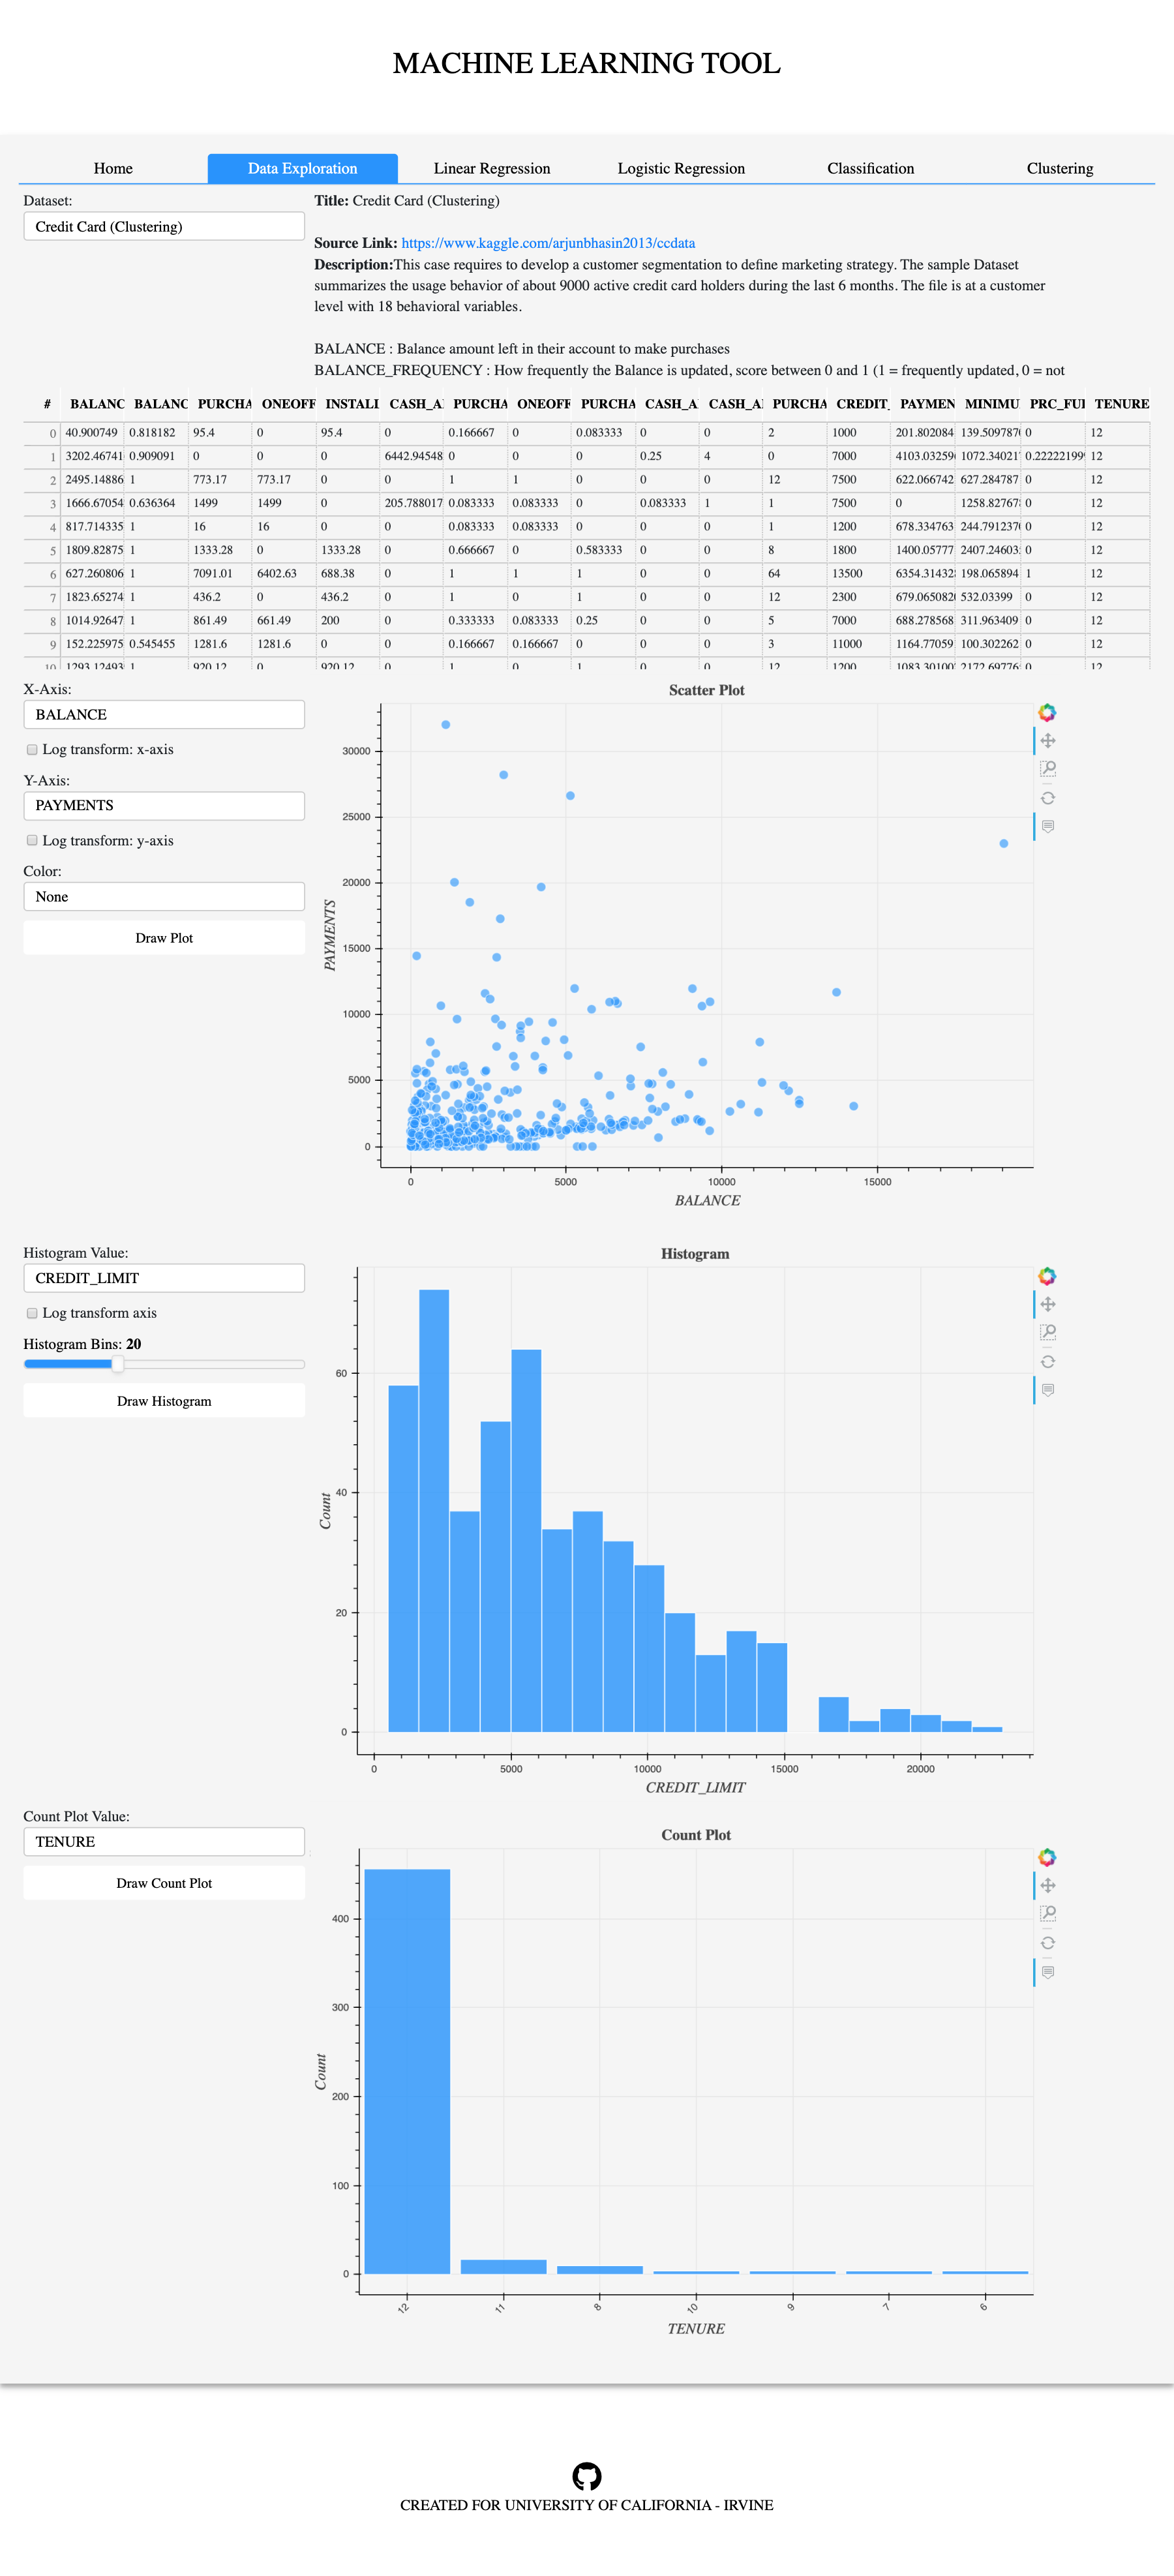 MACHINE LEARNING TOOL
Home Data Exploration Linear Regression Logistic Regression Classification Clustering
Dataset:
Credit Card (Clustering)
Title: Credit Card (Clustering)
Source Link: https://www.kaggle.com/arjunbhasin2013/ccdata
Description:This case requires to develop a customer segmentation to define marketing strategy. The sample Dataset
summarizes the usage behavior of about 9000 active credit card holders during the last 6 months. The file is at a customer
level with 18 behavioral variables.
BALANCE : Balance amount left in their account to make purchases
BALANCE_FREQUENCY : How frequently the Balance is updated, score between 0 and 1 (1 = frequently updated, 0 = not
# BALANC BALANC PURCHA ONEOFF INSTALL CASH_A PURCHA ONEOFF PURCHA CASH_A CASH_A PURCHA CREDIT_ PAYMEN MINIMU PRC_FUI TENURE
0 40.900749 0.818182 95.4 0 95.4 0 0.166667 0 0.083333 0 0 2 1000 201.802084 139.509787 0 12
1 3202.46741 0.909091 0 0 0 6442.94548 0 0 0 0.25 4 0 7000 4103.03259 1072.34021 0.22222199 12
2 2495.14886 1 773.17 773.17 0 0 1 1 0 0 0 12 7500 622.066742 627.284787 0 12
3 1666.67054 0.636364 1499 1499 0 205.788017 0.083333 0.083333 0 0.083333 1 1 7500 0 1258.82767 0 12
4 817.714335 1 16 16 0 0 0.083333 0.083333 0 0 0 1 1200 678.334763 244.791237 0 12
5 1809.82875 1 1333.28 0 1333.28 0 0.666667 0 0.583333 0 0 8 1800 1400.05777 2407.24603 0 12
6 627.260806 1 7091.01 6402.63 688.38 0 1 1 1 0 0 64 13500 6354.31432 198.065894 1 12
7 1823.65274 1 436.2 0 436.2 0 1 0 1 0 0 12 2300 679.065082 532.03399 0 12
8 1014.92647 1 861.49 661.49 200 0 0.333333 0.083333 0.25 0 0 5 7000 688.278568 311.963409 0 12
9 152.225975 0.545455 1281.6 1281.6 0 0 0.166667 0.166667 0 0 0 3 11000 1164.77059 100.302262 0 12
10 1293.12493 1 920.12 0 920.12 0 1 0 1 0 0 12 1200 1083.30100 2172.69776 0 12
X-Axis:
BALANCE
Log transform: x-axis
Y-Axis:
PAYMENTS
Log transform: y-axis
Color:
None
Draw Plot
Scatter Plot
30000
25000
20000
15000
10000
5000
0
PAYMENTS
0 5000 10000 15000
BALANCE
Histogram Value:
CREDIT_LIMIT
Log transform axis
Histogram Bins: 20
Draw Histogram
Histogram
60
40
20
0
Count
0 5000 10000 15000 20000
CREDIT_LIMIT
Count Plot Value:
TENURE
Draw Count Plot
Count Plot
400
300
200
100
0
Count
12 11 8 10 9 7 6
TENURE
CREATED FOR UNIVERSITY OF CALIFORNIA - IRVINE